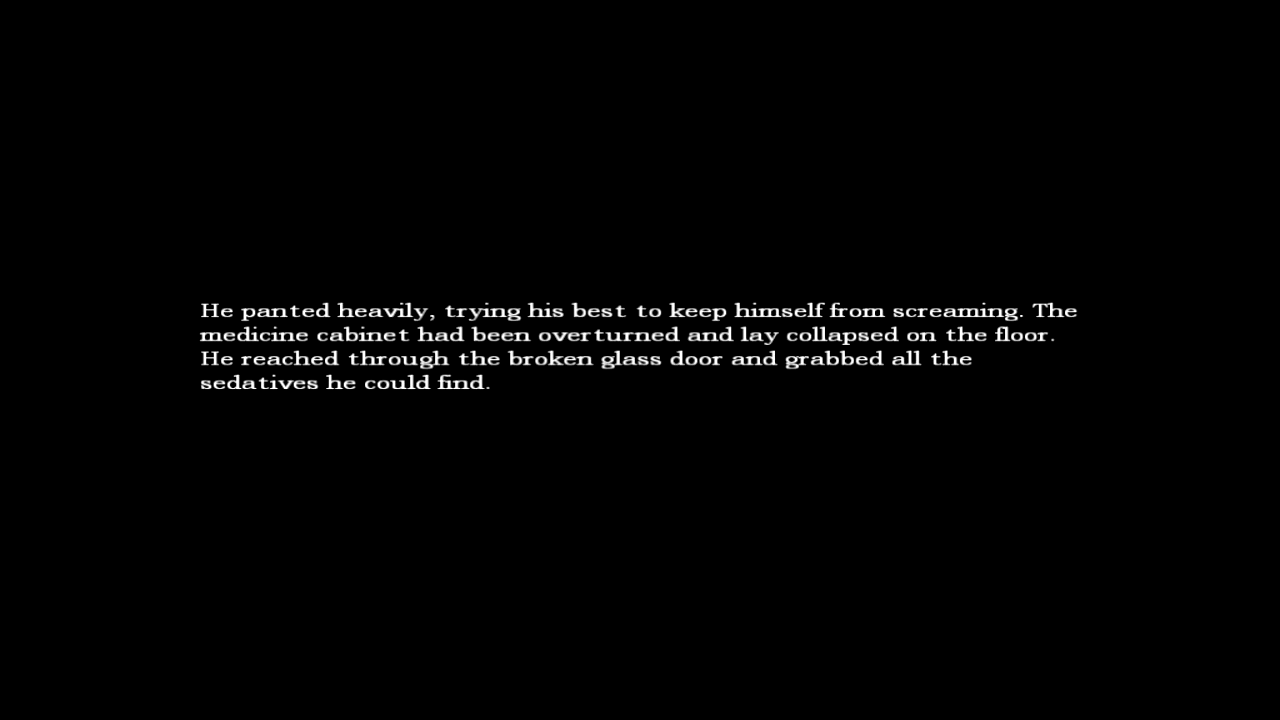 He panted heavily, trying his best to keep himself from screaming. The
medicine cabinet had been overturned and lay collapsed on the floor.
He reached through the broken glass door and grabbed all the
sedatives he could find.